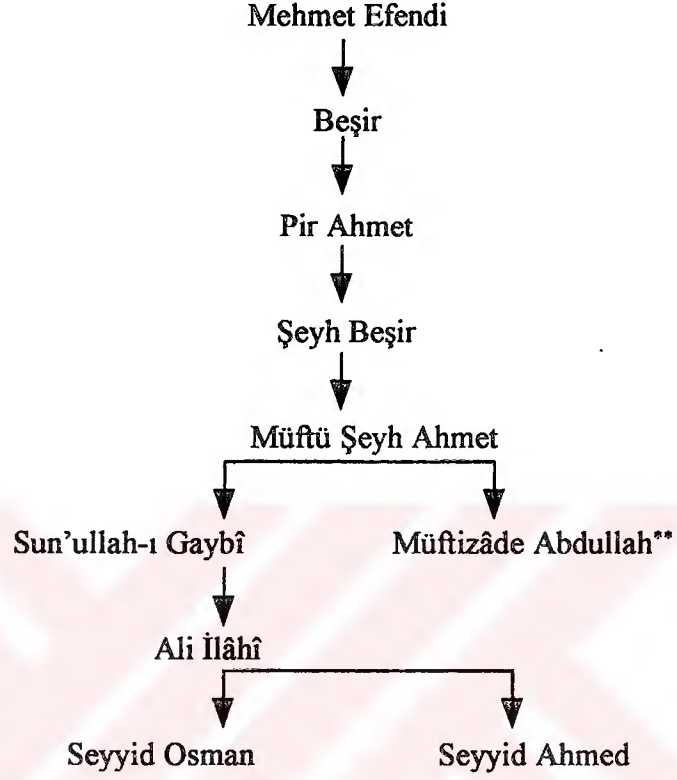 Mehmet Efendi
Beşir
Pir Ahmet
Şeyh Beşir
Müftü Şeyh Ahmet
Sun'ullah-ı Gaybî Müftizâde Abdullah**
Ali İlâhî
Seyyid Osman Seyyid Ahmed